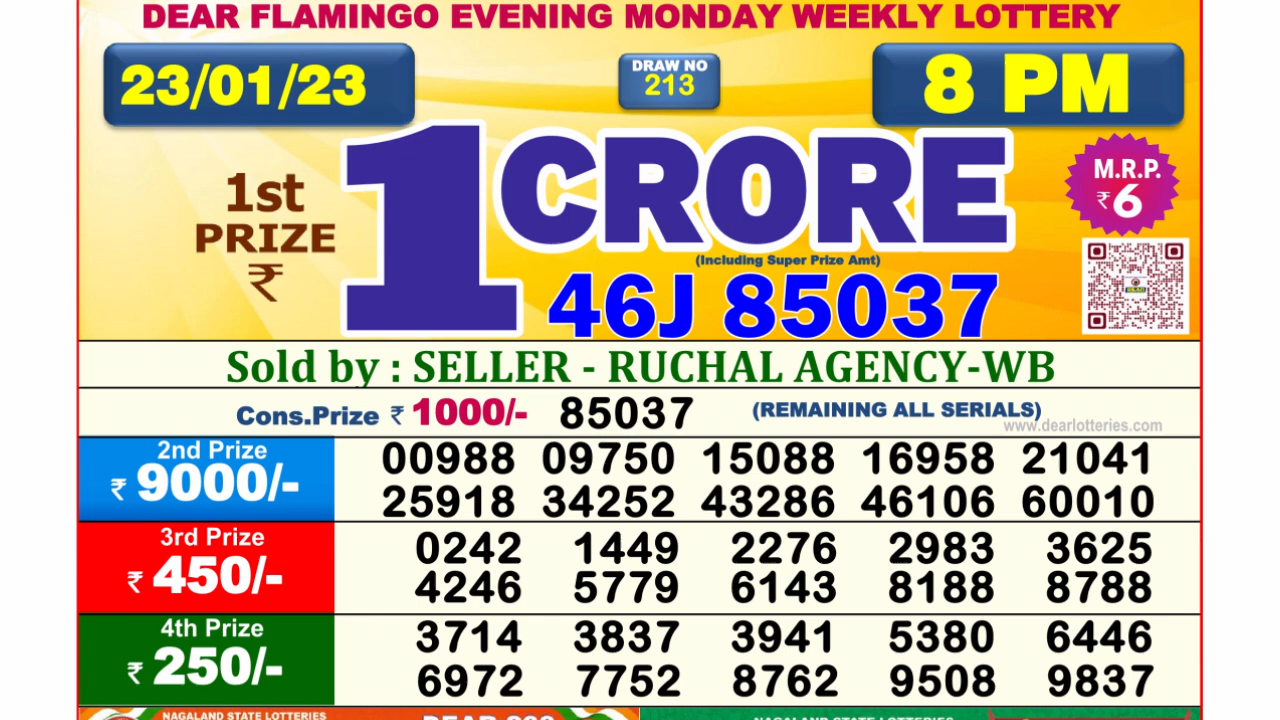 DEAR FLAMINGO EVENING MONDAY WEEKLY LOTTERY
23/01/23
DRAW NO
213
8 PM
1st
PRIZE
₹
1 CRORE
(Including Super Prize Amt)
46J 85037
M.R.P.
₹6
Sold by : SELLER - RUCHAL AGENCY-WB
Cons.Prize ₹ 1000/- 85037 (REMAINING ALL SERIALS)
www.dearlotteries.com
2nd Prize
₹ 9000/-
00988 09750 15088 16958 21041
25918 34252 43286 46106 60010
3rd Prize
₹ 450/-
0242 1449 2276 2983 3625
4246 5779 6143 8188 8788
4th Prize
₹ 250/-
3714 3837 3941 5380 6446
6972 7752 8762 9508 9837
NAGALAND STATE LOTTERIES
NAGALAND STATE LOTTERIES